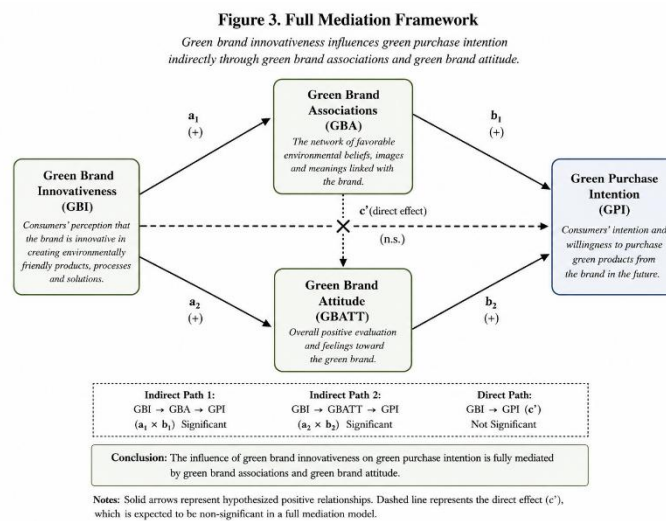 Figure 3. Full Mediation Framework
Green brand innovativeness influences green purchase intention
indirectly through green brand associations and green brand attitude.
Green Brand
Associations
(GBA)
The network of favorable
environmental beliefs, images
and meanings linked with
the brand.
a₁
(+)
b₁
(+)
Green Brand
Innovativeness
(GBI)
Consumers' perception that
the brand is innovative in
creating environmentally
friendly products, processes
and solutions.
c' (direct effect)
(n.s.)
Green Purchase
Intention
(GPI)
Consumers' intention and
willingness to purchase
green products from
the brand in the future.
a₂
(+)
Green Brand
Attitude
(GBATT)
Overall positive evaluation
and feelings toward
the green brand.
b₂
(+)
Indirect Path 1:
GBI → GBA → GPI
(a₁ × b₁) Significant
Indirect Path 2:
GBI → GBATT → GPI
(a₂ × b₂) Significant
Direct Path:
GBI → GPI (c')
Not Significant
Conclusion: The influence of green brand innovativeness on green purchase intention is fully mediated
by green brand associations and green brand attitude.
Notes: Solid arrows represent hypothesized positive relationships. Dashed line represents the direct effect (c'),
which is expected to be non-significant in a full mediation model.